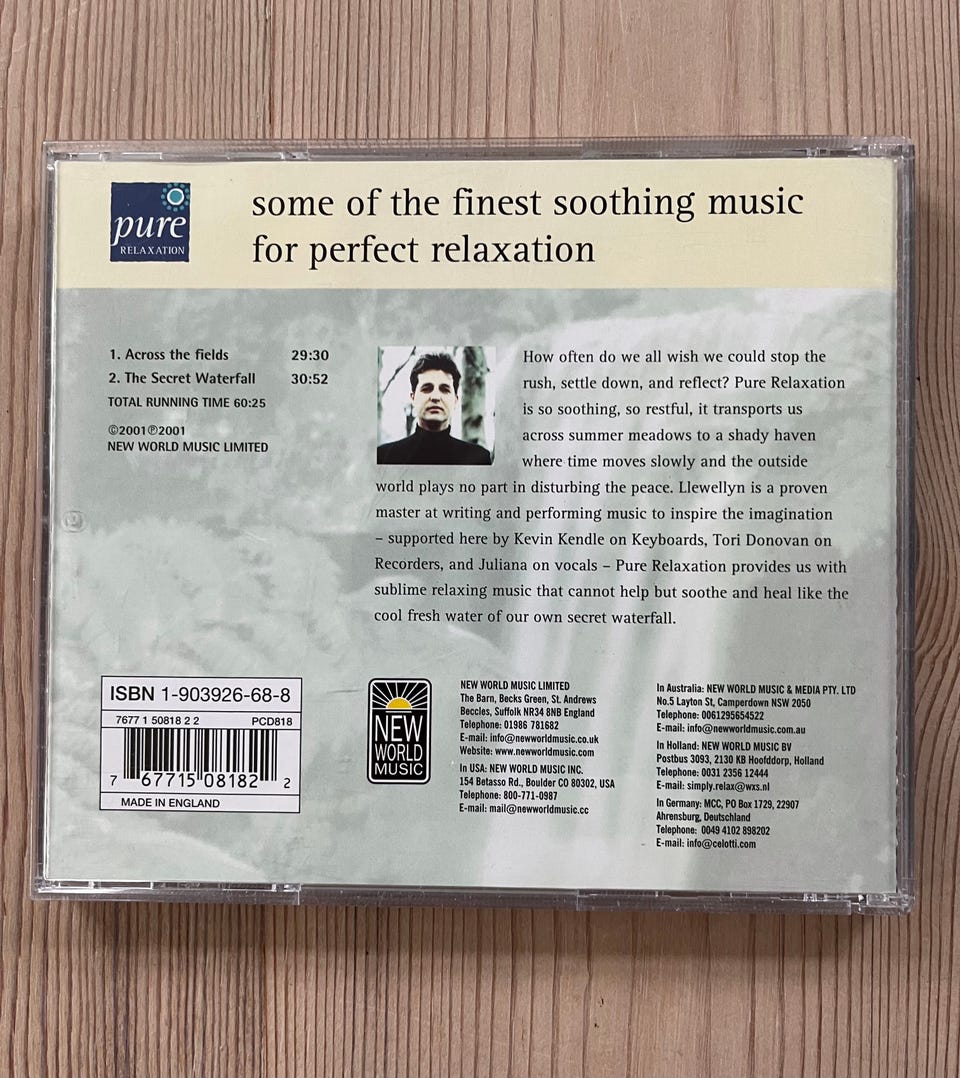 pure
RELAXATION
some of the finest soothing music
for perfect relaxation
1. Across the fields 29:30
2. The Secret Waterfall 30:52
TOTAL RUNNING TIME 60:25
©2001℗2001
NEW WORLD MUSIC LIMITED
How often do we all wish we could stop the
rush, settle down, and reflect? Pure Relaxation
is so soothing, so restful, it transports us
across summer meadows to a shady haven
where time moves slowly and the outside
world plays no part in disturbing the peace. Llewellyn is a proven
master at writing and performing music to inspire the imagination
– supported here by Kevin Kendle on Keyboards, Tori Donovan on
Recorders, and Juliana on vocals – Pure Relaxation provides us with
sublime relaxing music that cannot help but soothe and heal like the
cool fresh water of our own secret waterfall.
ISBN 1-903926-68-8
7677 1 50818 2 2 PCD818
7 67715 08182 2
MADE IN ENGLAND
NEW
WORLD
MUSIC
NEW WORLD MUSIC LIMITED
The Barn, Becks Green, St. Andrews
Beccles, Suffolk NR34 8NB England
Telephone: 01986 781682
E-mail: info@newworldmusic.co.uk
Website: www.newworldmusic.com
In USA: NEW WORLD MUSIC INC.
154 Betasso Rd., Boulder CO 80302, USA
Telephone: 800-771-0987
E-mail: mail@newworldmusic.cc
In Australia: NEW WORLD MUSIC & MEDIA PTY. LTD
No.5 Layton St, Camperdown NSW 2050
Telephone: 0061295654522
E-mail: info@newworldmusic.com.au
In Holland: NEW WORLD MUSIC BV
Postbus 3093, 2130 KB Hoofddorp, Holland
Telephone: 0031 2356 12444
E-mail: simply.relax@wxs.nl
In Germany: MCC, PO Box 1729, 22907
Ahrensburg, Deutschland
Telephone: 0049 4102 898202
E-mail: info@celotti.com